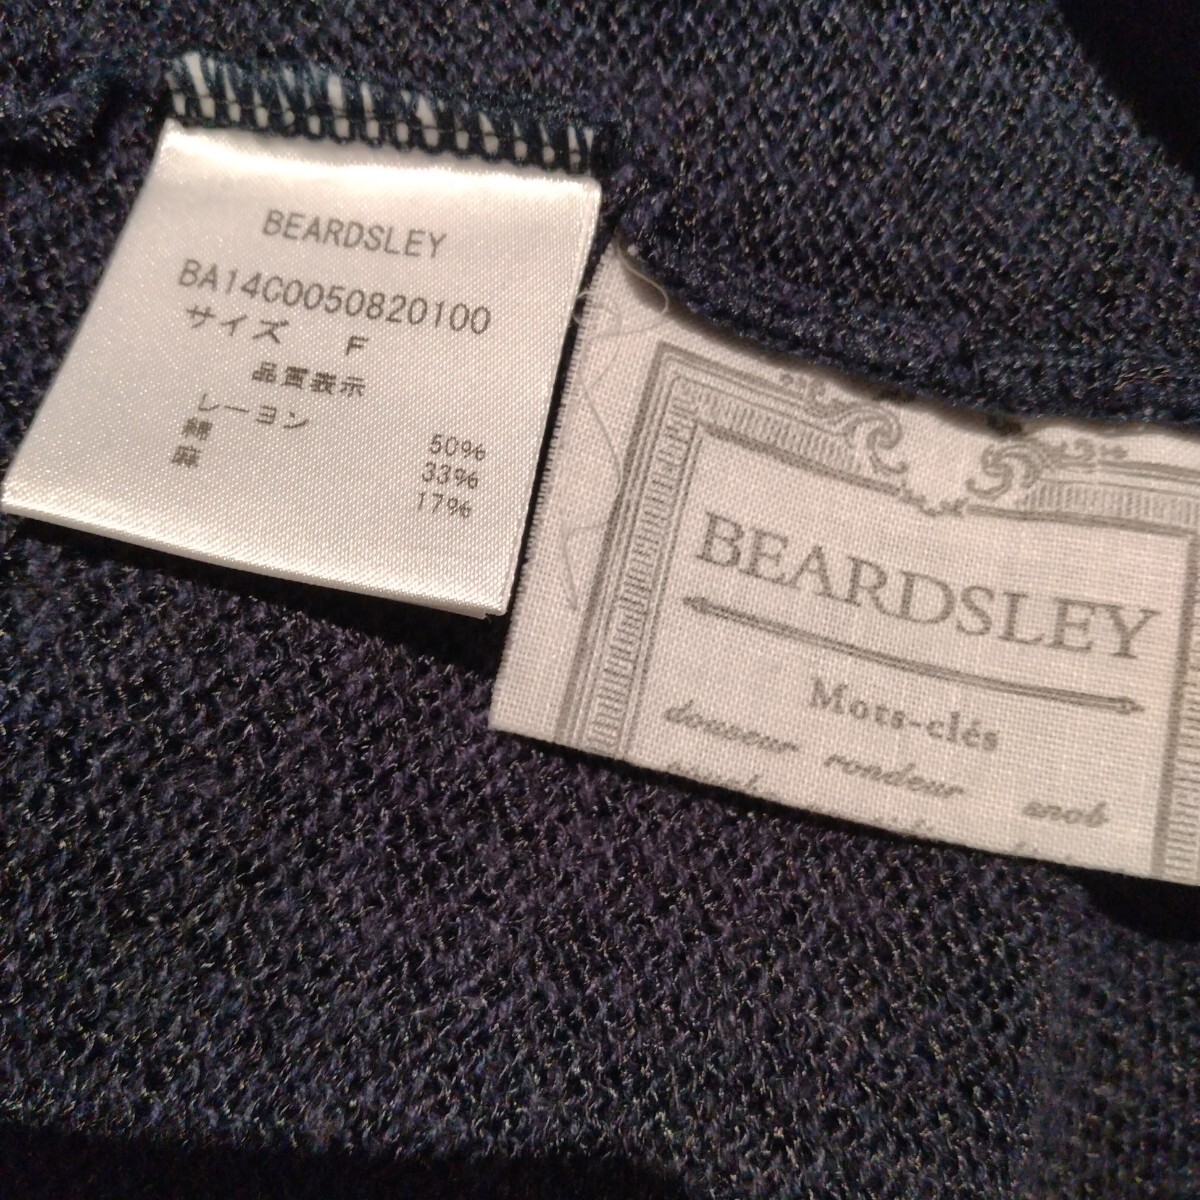 BEARDSLEY
BA14C0050820100
サイズ F
品質表示
レーヨン 50%
綿 33%
麻 17%
BEARDSLEY
Mots-clés
douceur rondeur snob